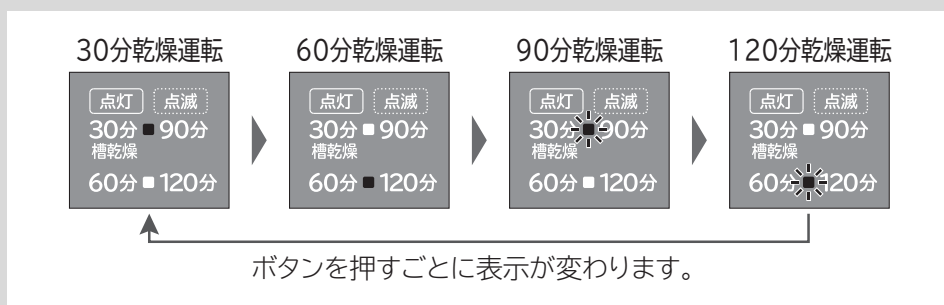 30分乾燥運転
点灯 点滅
30分 90分
槽乾燥
60分 120分
60分乾燥運転
点灯 点滅
30分 90分
槽乾燥
60分 120分
90分乾燥運転
点灯 点滅
30分 90分
槽乾燥
60分 120分
120分乾燥運転
点灯 点滅
30分 90分
槽乾燥
60分 120分
ボタンを押すごとに表示が変わります。